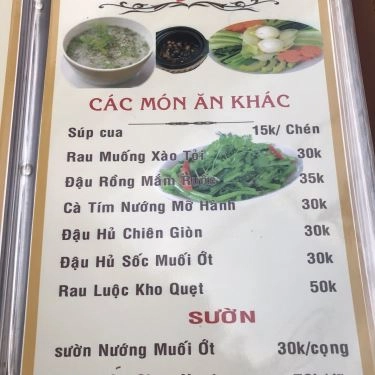 CÁC MÓN ĂN KHÁC
Súp cua 15k/ Chén
Rau Muống Xào Tỏi 30k
Đậu Rồng Mắm Ruốc 35k
Cà Tím Nướng Mỡ Hành 30k
Đậu Hủ Chiên Giòn 30k
Đậu Hủ Sốc Muối Ớt 30k
Rau Luộc Kho Quẹt 50k
SƯỜN
sườn Nướng Muối Ớt 30k/cọng